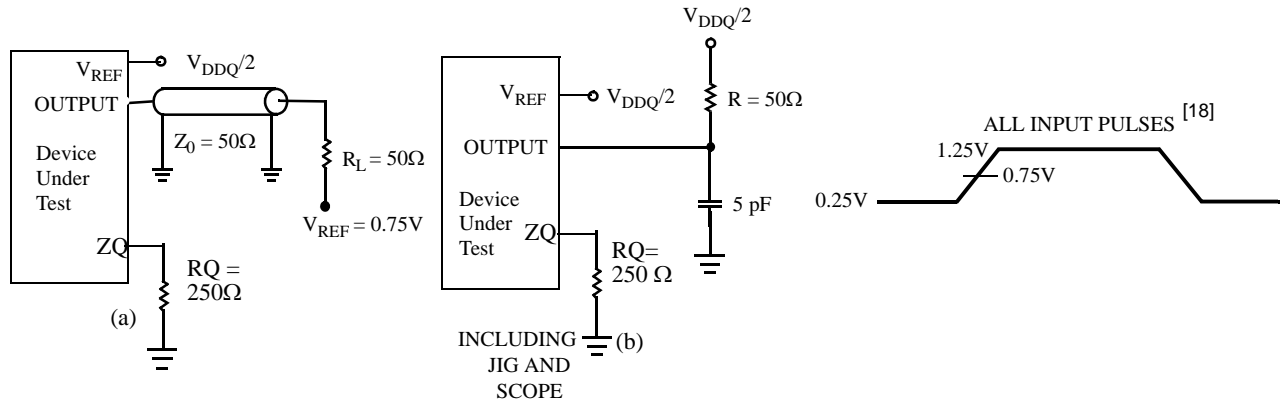 V_REF
V_DDQ/2
OUTPUT
Z_0 = 50Ω
Device
Under
Test
R_L = 50Ω
V_REF = 0.75V
ZQ
RQ =
250Ω
(a)
V_DDQ/2
V_REF
V_DDQ/2
R = 50Ω
OUTPUT
Device
Under
Test
5 pF
ZQ
RQ=
250 Ω
INCLUDING
JIG AND
SCOPE
(b)
ALL INPUT PULSES [18]
1.25V
0.75V
0.25V